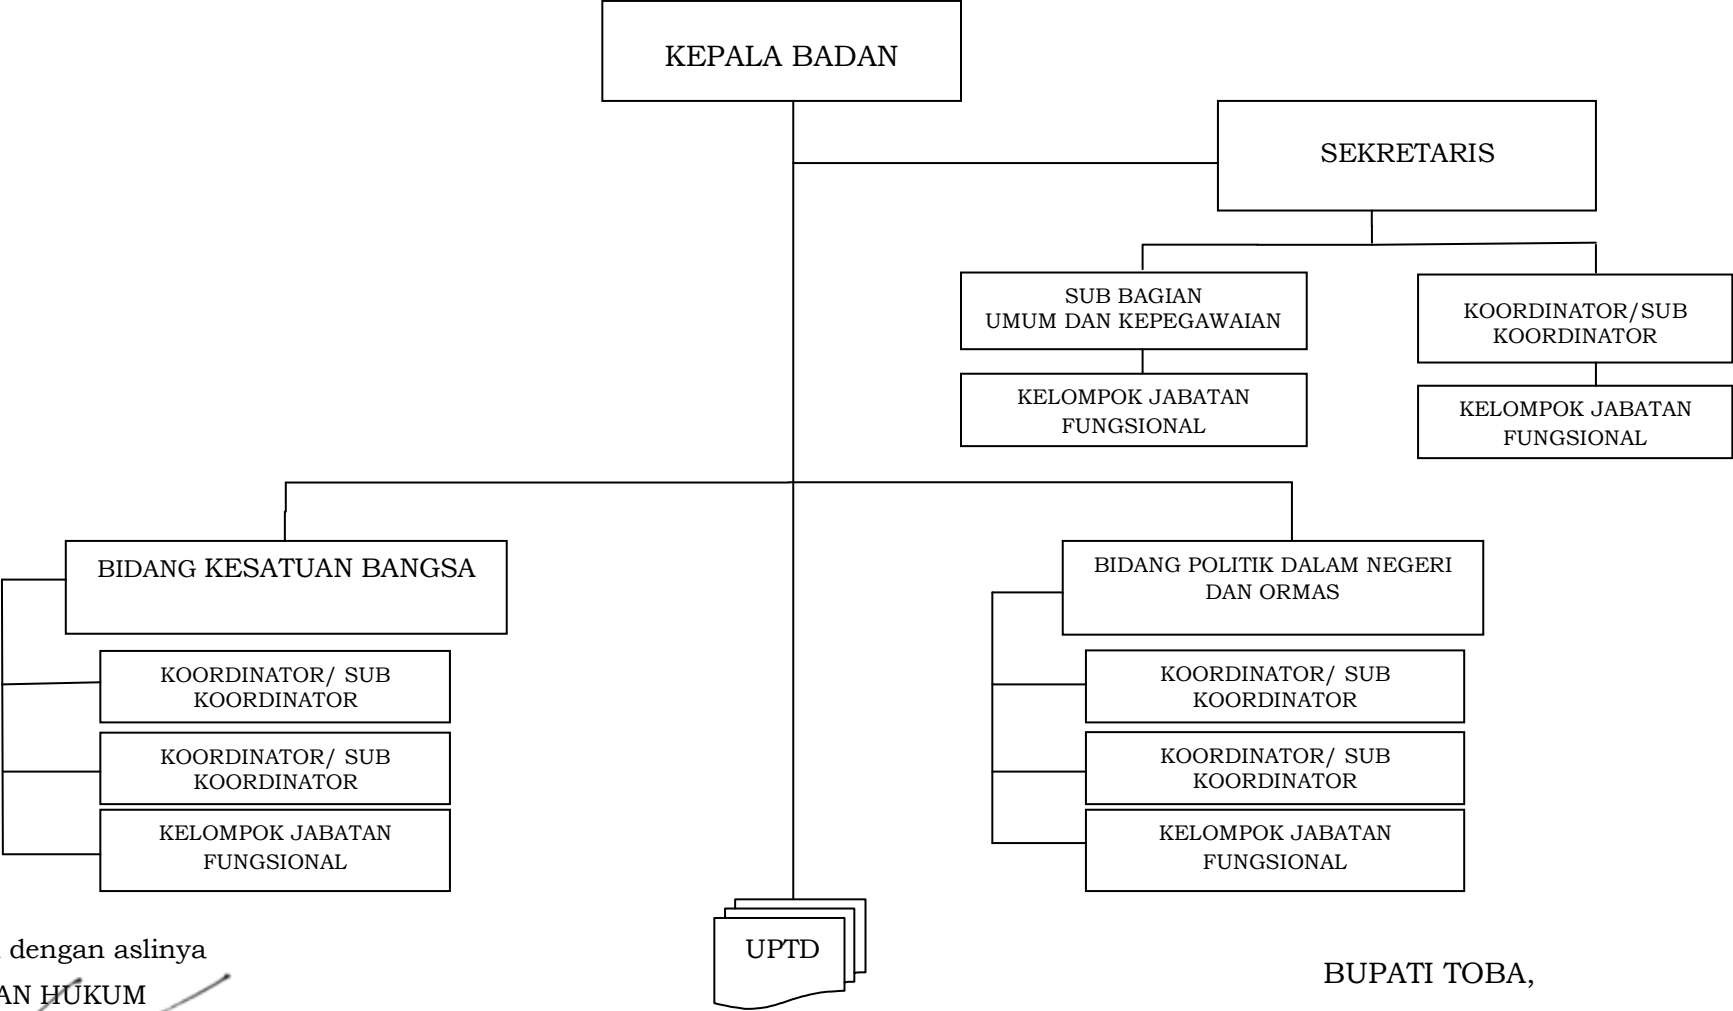 KEPALA BADAN
SEKRETARIS
SUB BAGIAN
UMUM DAN KEPEGAWAIAN
KELOMPOK JABATAN
FUNGSIONAL
KOORDINATOR/SUB
KOORDINATOR
KELOMPOK JABATAN
FUNGSIONAL
BIDANG KESATUAN BANGSA
KOORDINATOR/ SUB
KOORDINATOR
KOORDINATOR/ SUB
KOORDINATOR
KELOMPOK JABATAN
FUNGSIONAL
BIDANG POLITIK DALAM NEGERI
DAN ORMAS
KOORDINATOR/ SUB
KOORDINATOR
KOORDINATOR/ SUB
KOORDINATOR
KELOMPOK JABATAN
FUNGSIONAL
UPTD
dengan aslinya
HUKUM
BUPATI TOBA,